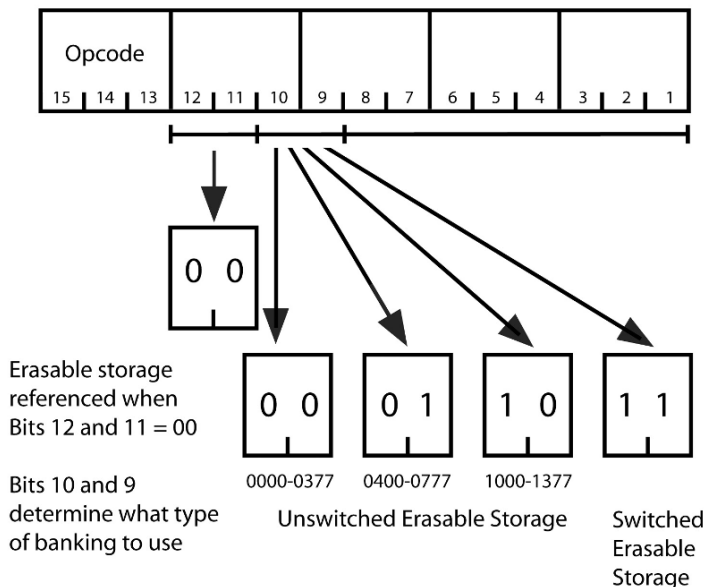 Opcode
15 14 13 12 11 10 9 8 7 6 5 4 3 2 1
0 0
Erasable storage
referenced when
Bits 12 and 11 = 00
0 0 0 1 1 0 1 1
Bits 10 and 9
determine what type
of banking to use
0000-0377 0400-0777 1000-1377
Unswitched Erasable Storage
Switched
Erasable
Storage